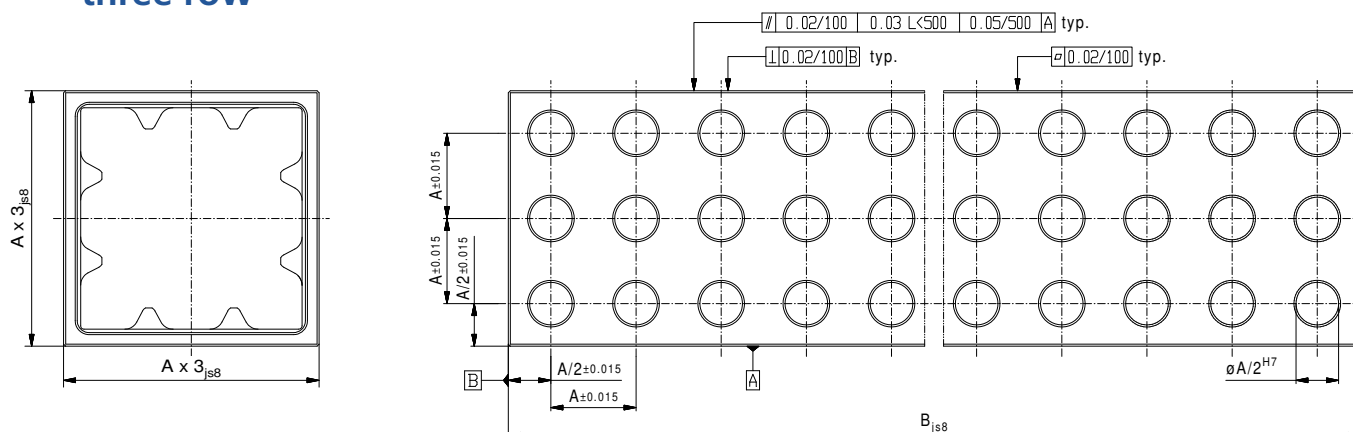 three row
// 0.02/100 0.03 L<500 0.05/500 A typ.
⊥ 0.02/100 B typ.
⏥ 0.02/100 typ.
A x 3js8
A±0.015
A±0.015
A/2±0.015
A x 3js8
B
A/2±0.015
A
øA/2H7
A±0.015
Bjs8